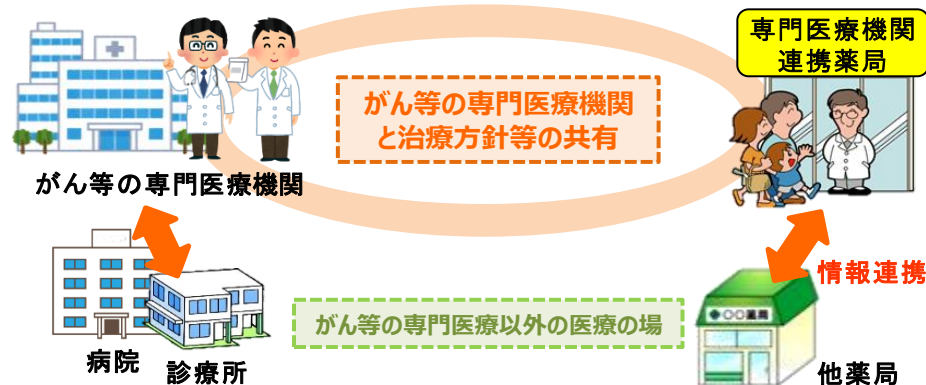 専門医療機関
連携薬局
がん等の専門医療機関
と治療方針等の共有
がん等の専門医療機関
情報連携
がん等の専門医療以外の医療の場
○○薬局
病院
診療所
他薬局